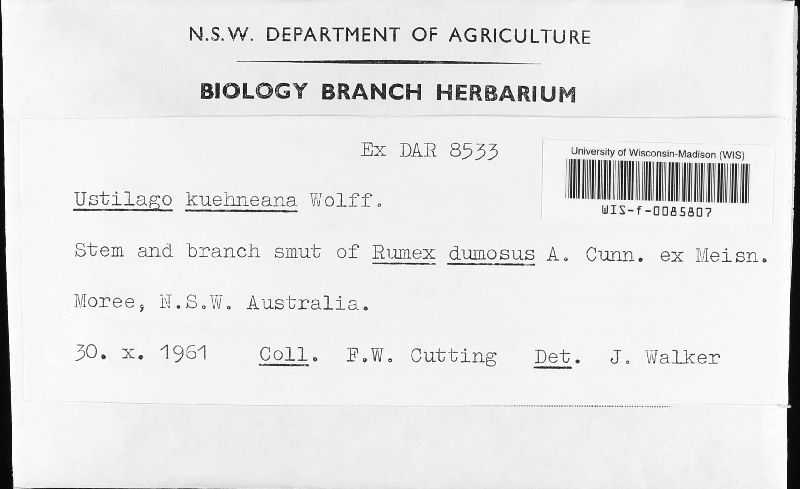 N.S.W. DEPARTMENT OF AGRICULTURE
BIOLOGY BRANCH HERBARIUM
Ex DAR 8533
University of Wisconsin-Madison (WIS)
WIS-f-0085807
Ustilago kuehneana Wolff.
Stem and branch smut of Rumex dumosus A. Cunn. ex Meisn.
Moree, N.S.W. Australia.
30. x. 1961 Coll. F.W. Cutting Det. J. Walker